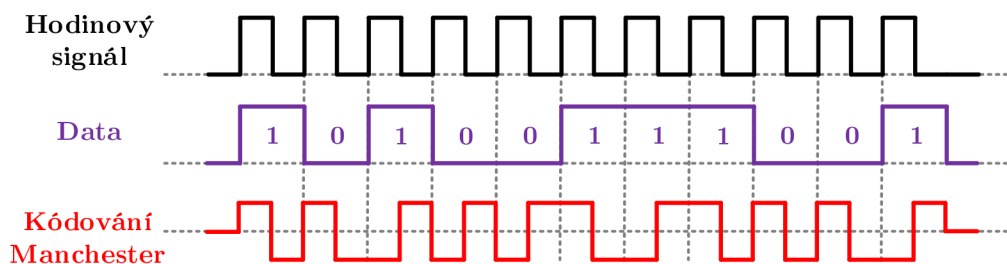 Hodinový
signál
Data
1 0 1 0 0 1 1 1 0 0 1
Kódování
Manchester